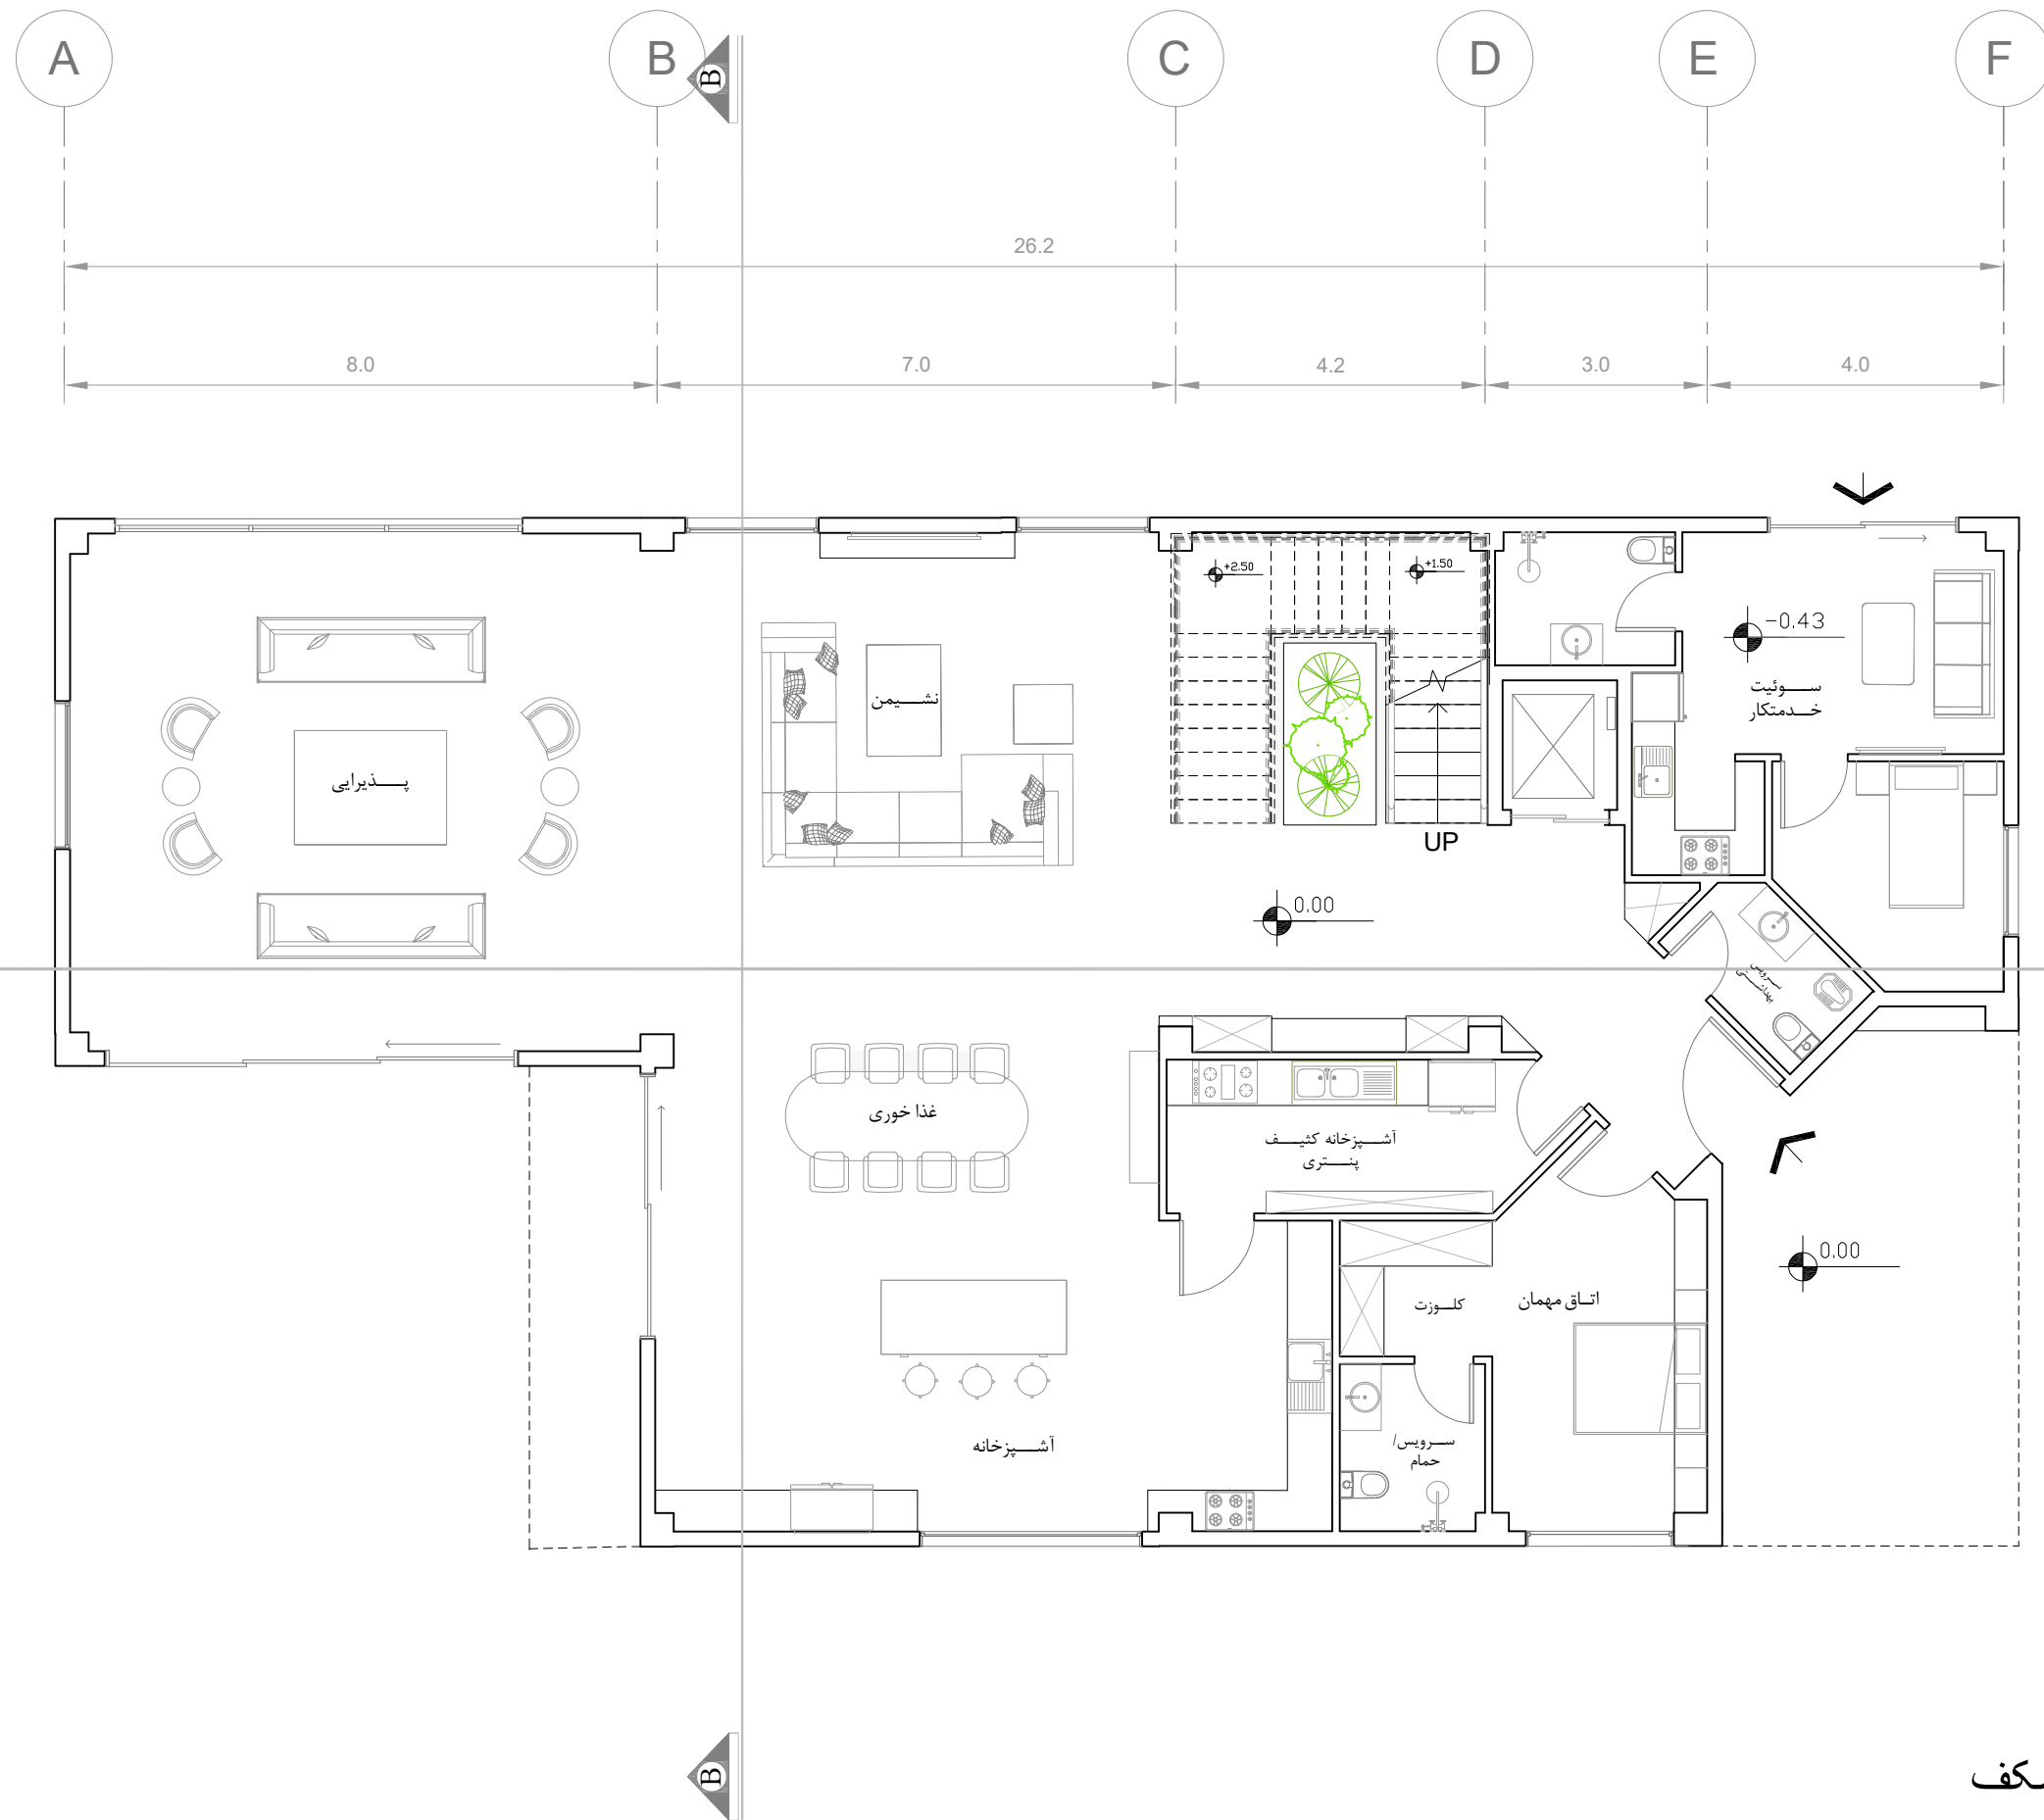 A B C D E F
B
26.2
8.0 7.0 4.2 3.0 4.0
+2.50 +1.50
-0.43
نشیمن
سوئیت
خدمتکار
پذیرایی
UP
0.00
سرویس
بهداشتی
غذا خوری
آشپزخانه کثیف
پنتری
0.00
اتاق مهمان
کلوزت
آشپزخانه
سرویس/
حمام
B